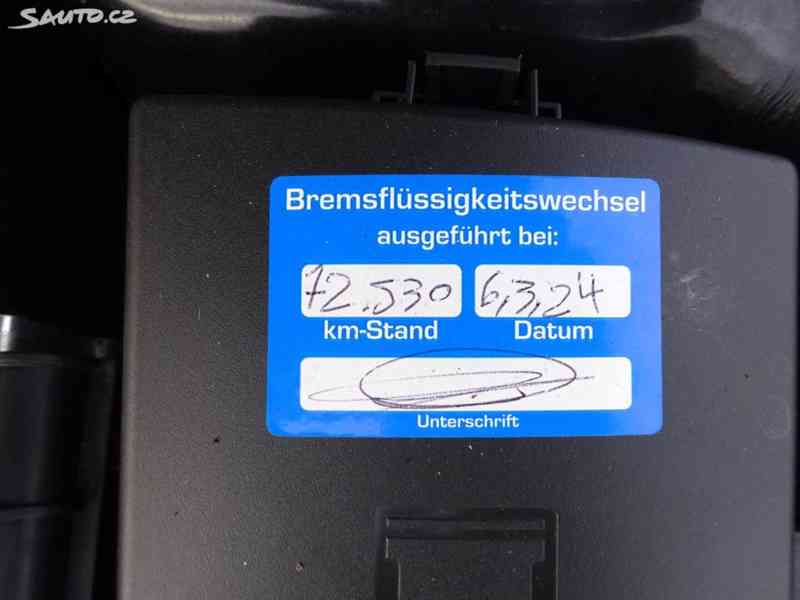 Sauto.cz
Bremsflüssigkeitswechsel
ausgeführt bei:
72.530 6,3,24
km-Stand Datum
Unterschrift